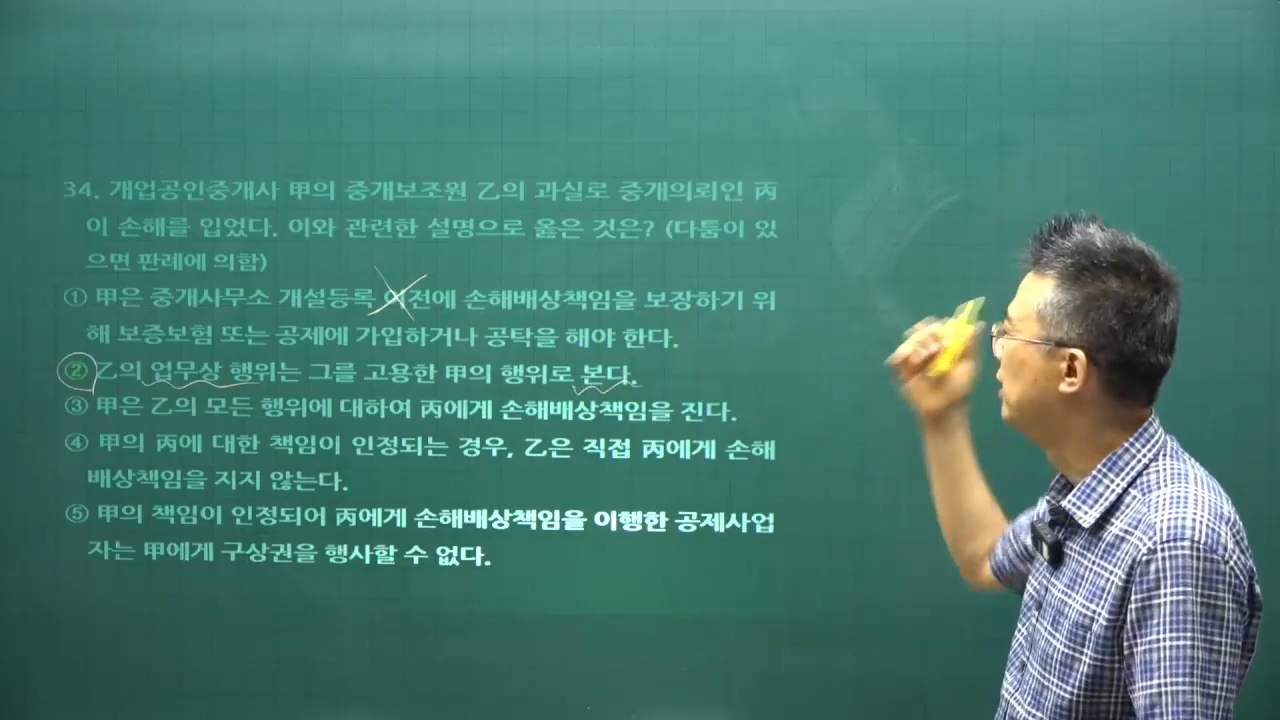 34. 개업공인중개사 甲의 중개보조원 乙의 과실로 중개의뢰인 丙
이 손해를 입었다. 이와 관련한 설명으로 옳은 것은? (다툼이 있
으면 판례에 의함)
① 甲은 중개사무소 개설등록 이전에 손해배상책임을 보장하기 위
해 보증보험 또는 공제에 가입하거나 공탁을 해야 한다.
② 乙의 업무상 행위는 그를 고용한 甲의 행위로 본다.
③ 甲은 乙의 모든 행위에 대하여 丙에게 손해배상책임을 진다.
④ 甲의 丙에 대한 책임이 인정되는 경우, 乙은 직접 丙에게 손해
배상책임을 지지 않는다.
⑤ 甲의 책임이 인정되어 丙에게 손해배상책임을 이행한 공제사업
자는 甲에게 구상권을 행사할 수 없다.